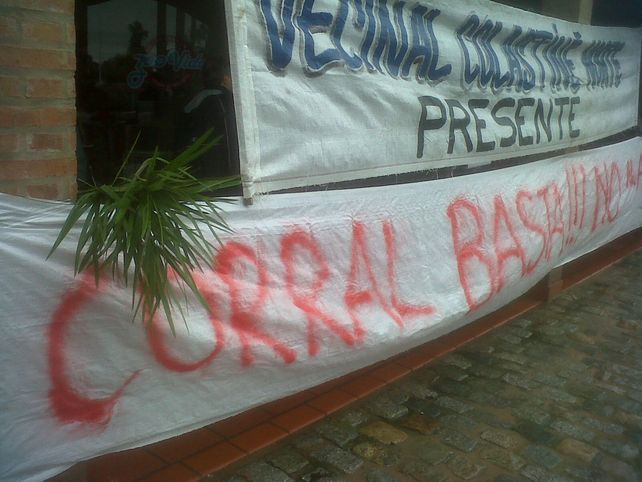 VECINAL COLASTINÉ NORTE
PRESENTE
CORRAL BASTA!!! NO